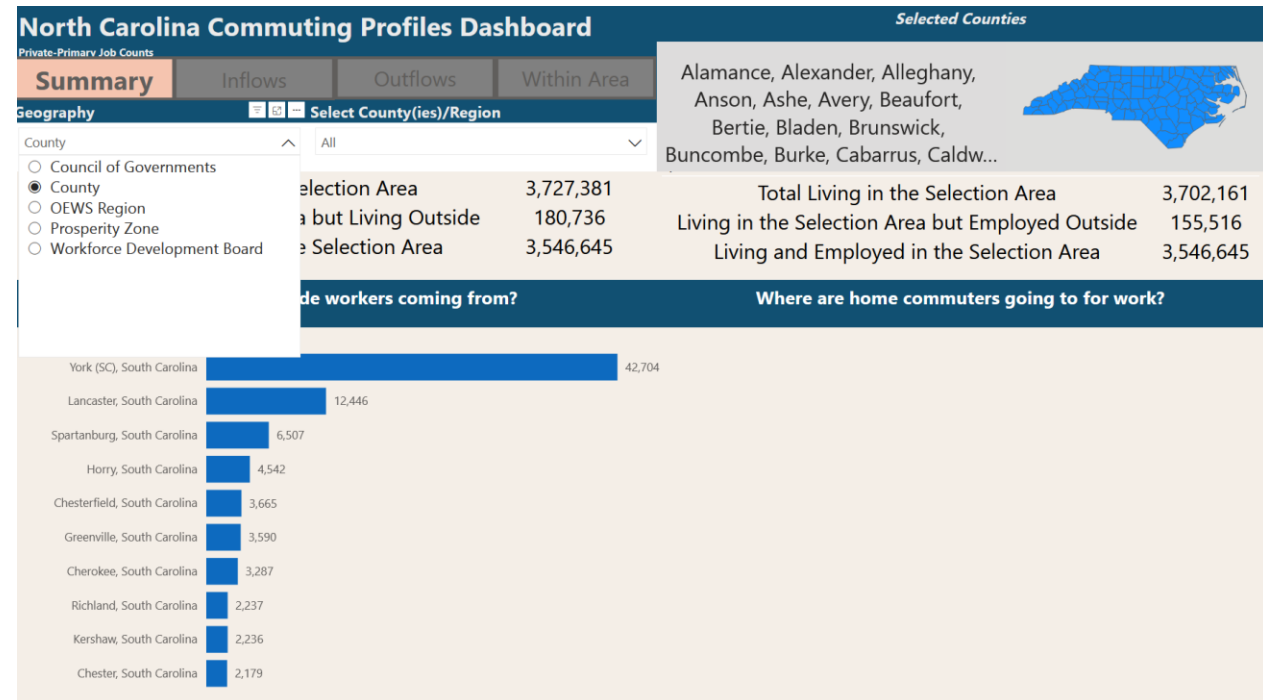 North Carolina Commuting Profiles Dashboard
Private-Primary Job Counts
Summary
Inflows
Outflows
Within Area
Selected Counties
Alamance, Alexander, Alleghany,
Anson, Ashe, Avery, Beaufort,
Bertie, Bladen, Brunswick,
Buncombe, Burke, Cabarrus, Caldw...
Geography
Select County(ies)/Region
County
All
Council of Governments
County
OEWS Region
Prosperity Zone
Workforce Development Board
election Area 3,727,381
but Living Outside 180,736
Selection Area 3,546,645
Total Living in the Selection Area 3,702,161
Living in the Selection Area but Employed Outside 155,516
Living and Employed in the Selection Area 3,546,645
de workers coming from?
Where are home commuters going to for work?
York (SC), South Carolina 42,704
Lancaster, South Carolina 12,446
Spartanburg, South Carolina 6,507
Horry, South Carolina 4,542
Chesterfield, South Carolina 3,665
Greenville, South Carolina 3,590
Cherokee, South Carolina 3,287
Richland, South Carolina 2,237
Kershaw, South Carolina 2,236
Chester, South Carolina 2,179